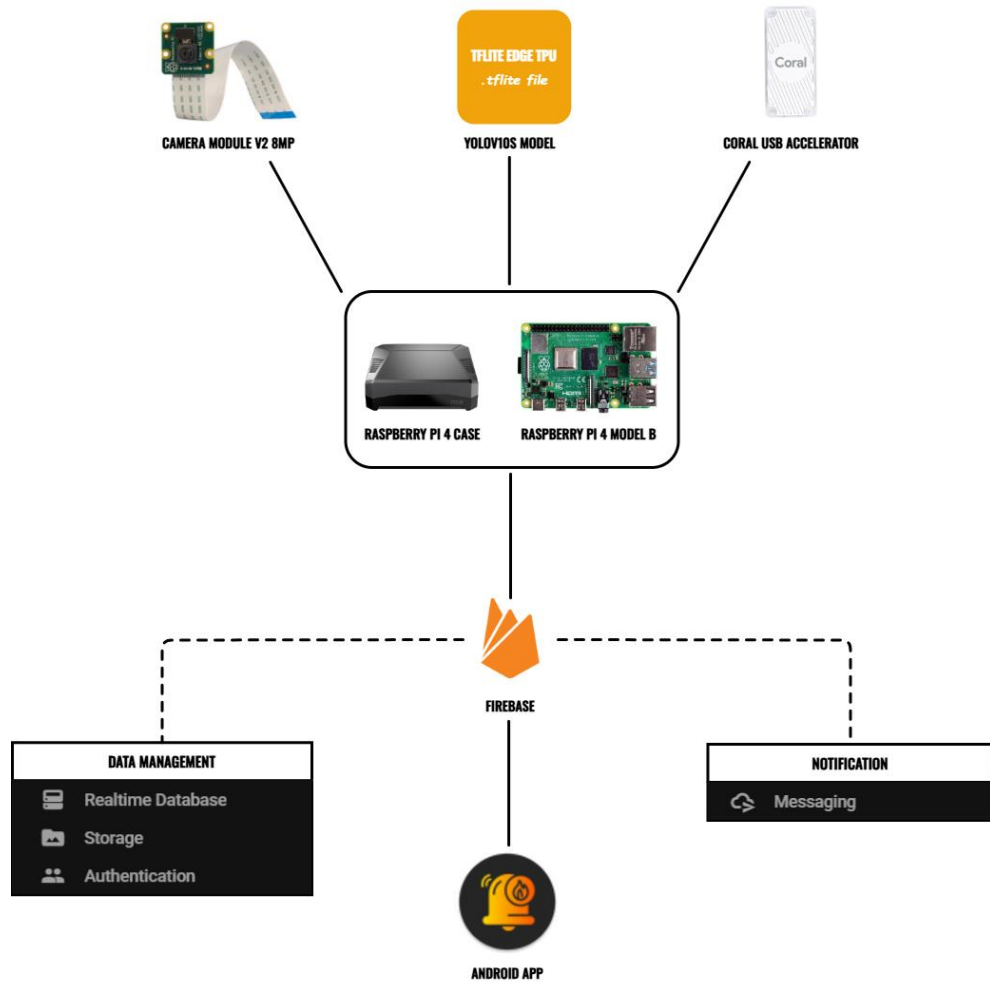 TFLITE EDGE TPU
.tflite file
Coral
CAMERA MODULE V2 8MP
YOLOV10S MODEL
CORAL USB ACCELERATOR
RASPBERRY PI 4 CASE
RASPBERRY PI 4 MODEL B
FIREBASE
DATA MANAGEMENT
Realtime Database
Storage
Authentication
NOTIFICATION
Messaging
ANDROID APP